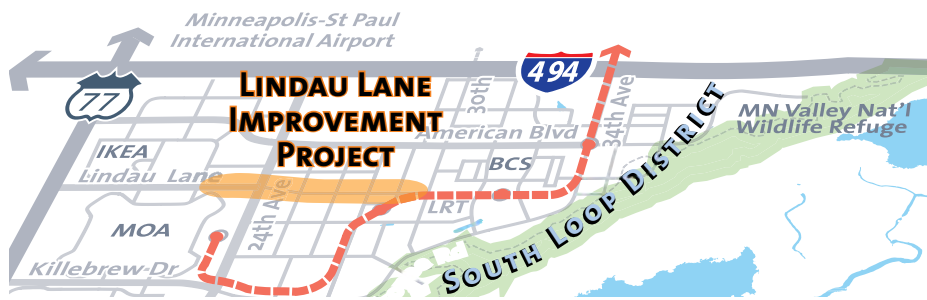 Minneapolis-St Paul
International Airport
494
77
LINDAU LANE
IMPROVEMENT
PROJECT
30th
34th Ave
American Blvd
MN Valley Nat'l
Wildlife Refuge
IKEA
BCS
Lindau Lane
24th Ave
LRT
SOUTH LOOP DISTRICT
MOA
Killebrew Dr